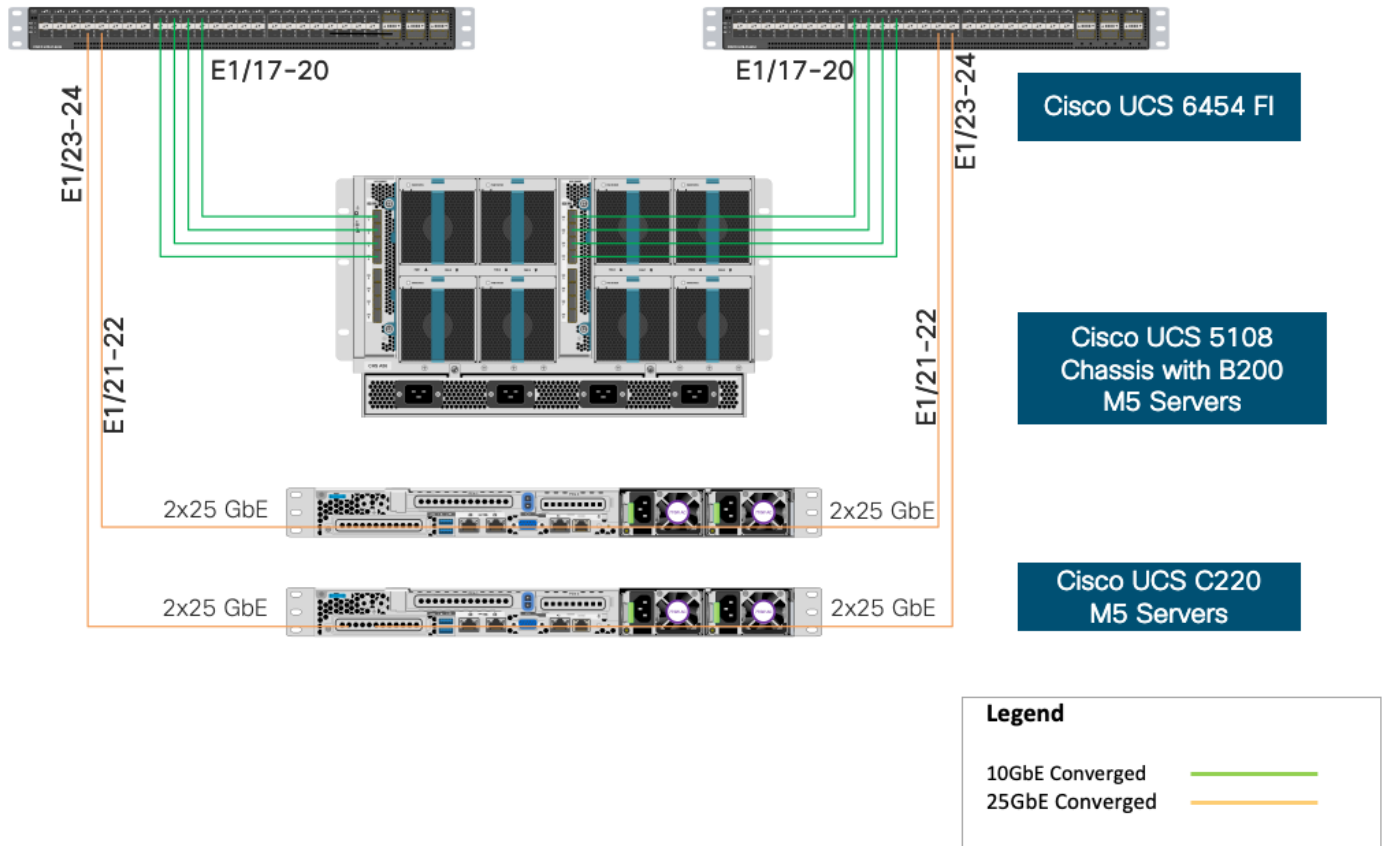 E1/17-20
E1/17-20
E1/23-24
E1/23-24
Cisco UCS 6454 FI
E1/21-22
E1/21-22
Cisco UCS 5108
Chassis with B200
M5 Servers
2x25 GbE
2x25 GbE
2x25 GbE
2x25 GbE
Cisco UCS C220
M5 Servers
Legend
10GbE Converged
25GbE Converged